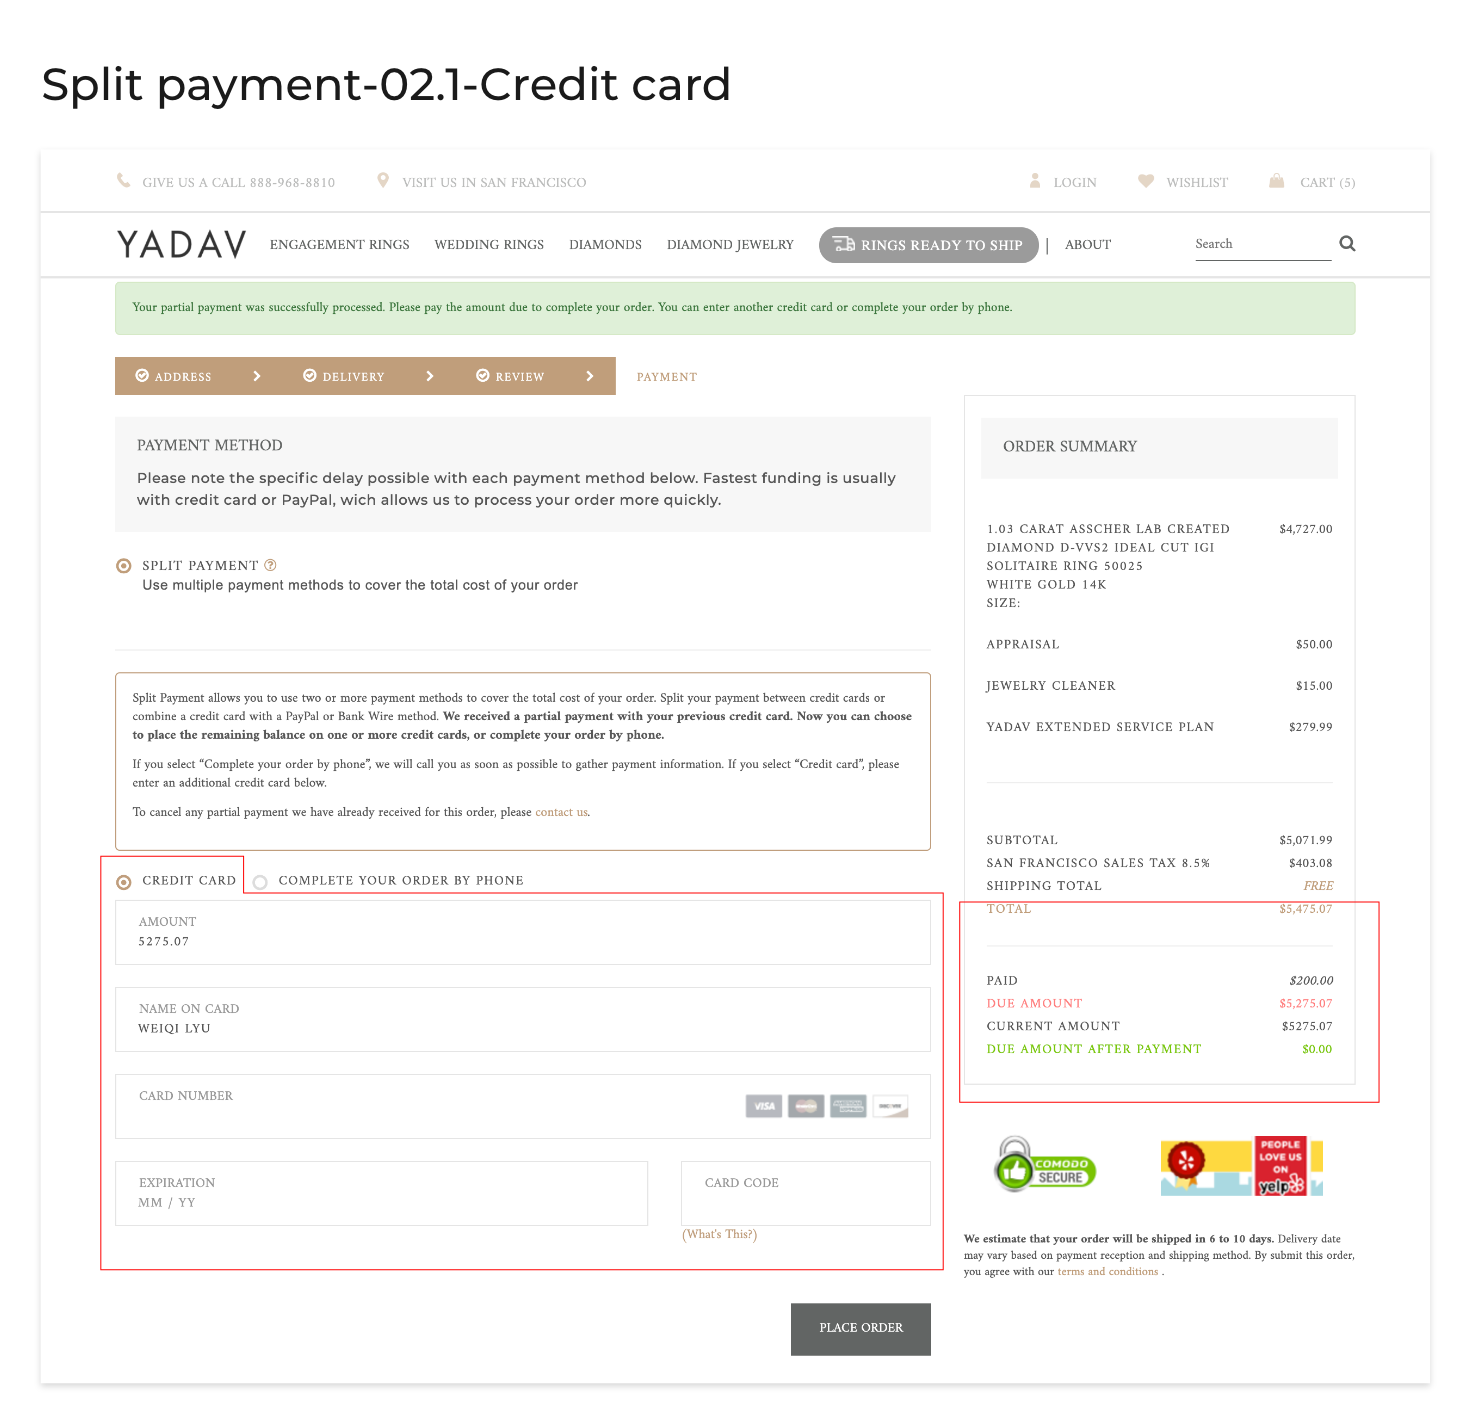 Split payment-02.1-Credit card
GIVE US A CALL 888-968-8810
VISIT US IN SAN FRANCISCO
LOGIN
WISHLIST
CART (5)
YADAV
ENGAGEMENT RINGS
WEDDING RINGS
DIAMONDS
DIAMOND JEWELRY
RINGS READY TO SHIP
ABOUT
Search
Your partial payment was successfully processed. Please pay the amount due to complete your order. You can enter another credit card or complete your order by phone.
ADDRESS
DELIVERY
REVIEW
PAYMENT
PAYMENT METHOD
Please note the specific delay possible with each payment method below. Fastest funding is usually
with credit card or PayPal, wich allows us to process your order more quickly.
SPLIT PAYMENT
Use multiple payment methods to cover the total cost of your order
Split Payment allows you to use two or more payment methods to cover the total cost of your order. Split your payment between credit cards or
combine a credit card with a PayPal or Bank Wire method. We received a partial payment with your previous credit card. Now you can choose
to place the remaining balance on one or more credit cards, or complete your order by phone.
If you select “Complete your order by phone”, we will call you as soon as possible to gather payment information. If you select “Credit card”, please
enter an additional credit card below.
To cancel any partial payment we have already received for this order, please contact us.
CREDIT CARD
COMPLETE YOUR ORDER BY PHONE
AMOUNT
5275.07
NAME ON CARD
WEIQI LYU
CARD NUMBER
VISA
EXPIRATION
MM / YY
CARD CODE
(What's This?)
PLACE ORDER
ORDER SUMMARY
1.03 CARAT ASSCHER LAB CREATED $4,727.00
DIAMOND D-VVS2 IDEAL CUT IGI
SOLITAIRE RING 50025
WHITE GOLD 14K
SIZE:
APPRAISAL $50.00
JEWELRY CLEANER $15.00
YADAV EXTENDED SERVICE PLAN $279.99
SUBTOTAL $5,071.99
SAN FRANCISCO SALES TAX 8.5% $403.08
SHIPPING TOTAL FREE
TOTAL $5,475.07
PAID $200.00
DUE AMOUNT $5,275.07
CURRENT AMOUNT $5275.07
DUE AMOUNT AFTER PAYMENT $0.00
COMODO
SECURE
PEOPLE
LOVE US
ON
yelp
We estimate that your order will be shipped in 6 to 10 days. Delivery date
may vary based on payment reception and shipping method. By submit this order,
you agree with our terms and conditions .